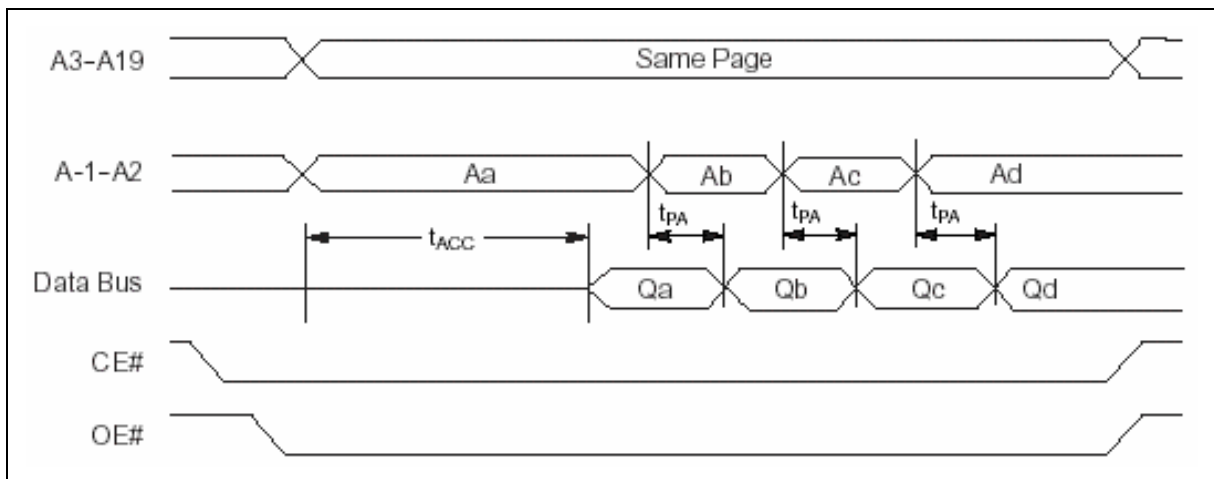 A3–A19 Same Page
A-1–A2 Aa Ab Ac Ad
tPA tPA tPA
tACC
Data Bus Qa Qb Qc Qd
CE#
OE#